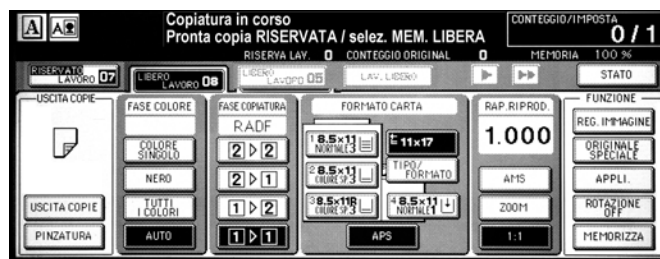 A A
Copiatura in corso
Pronta copia RISERVATA / selez. MEM. LIBERA
CONTEGGIO/IMPOSTA
0 / 1
RISERVA LAV. 0 CONTEGGIO ORIGINAL 0 MEMORIA 100 %
RISERVATO LAVORO 07
LIBERO LAVORO 08
LIBERO LAVORO 05
LAV. LIBERO
STATO
USCITA COPIE
USCITA COPIE
PINZATURA
FASE COLORE
COLORE SINGOLO
NERO
TUTTI I COLORI
AUTO
FASE COPIATURA
RADF
2 ▷ 2
2 ▷ 1
1 ▷ 2
1 ▷ 1
FORMATO CARTA
1 8.5×11
NORMALE3
2 8.5×11
COLORE SP.3
3 8.5×11R
COLORE SP.3
11×17
TIPO/
FORMATO
4 8.5×11
NORMALE1
APS
RAP.RIPROD.
1.000
AMS
ZOOM
1:1
FUNZIONE
REG. IMMAGINE
ORIGINALE
SPECIALE
APPLI.
ROTAZIONE
OFF
MEMORIZZA